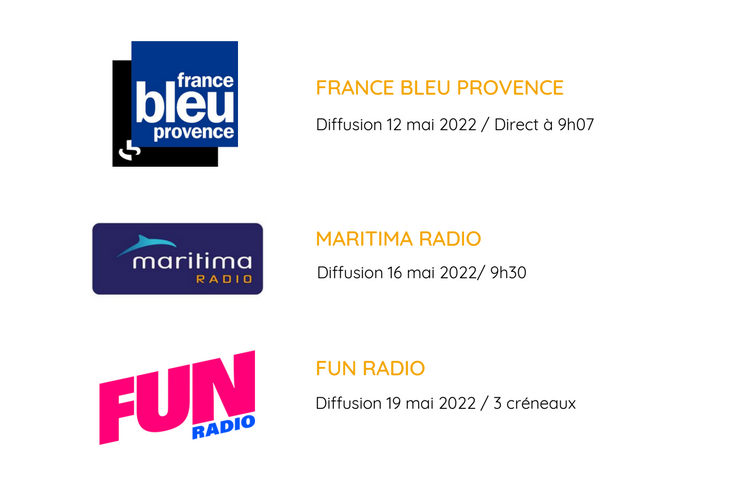 france
bleu
provence
FRANCE BLEU PROVENCE
Diffusion 12 mai 2022 / Direct à 9h07
maritima
RADIO
MARITIMA RADIO
Diffusion 16 mai 2022/ 9h30
FUN
RADIO
FUN RADIO
Diffusion 19 mai 2022 / 3 créneaux